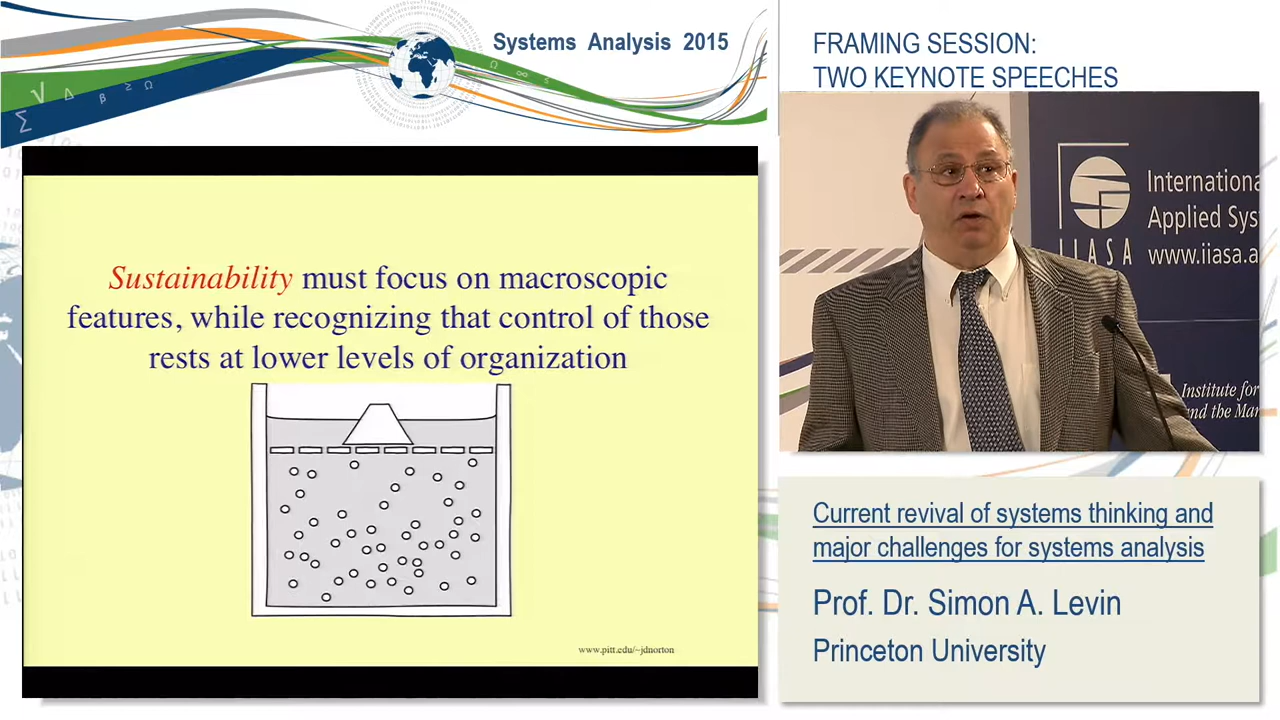 Systems Analysis 2015
FRAMING SESSION:
TWO KEYNOTE SPEECHES
Sustainability must focus on macroscopic
features, while recognizing that control of those
rests at lower levels of organization
www.pitt.edu/~jdnorton
IIASA
Internationa
Applied Sys
www.iiasa.a
Institute for
and the Mar
Current revival of systems thinking and
major challenges for systems analysis
Prof. Dr. Simon A. Levin
Princeton University